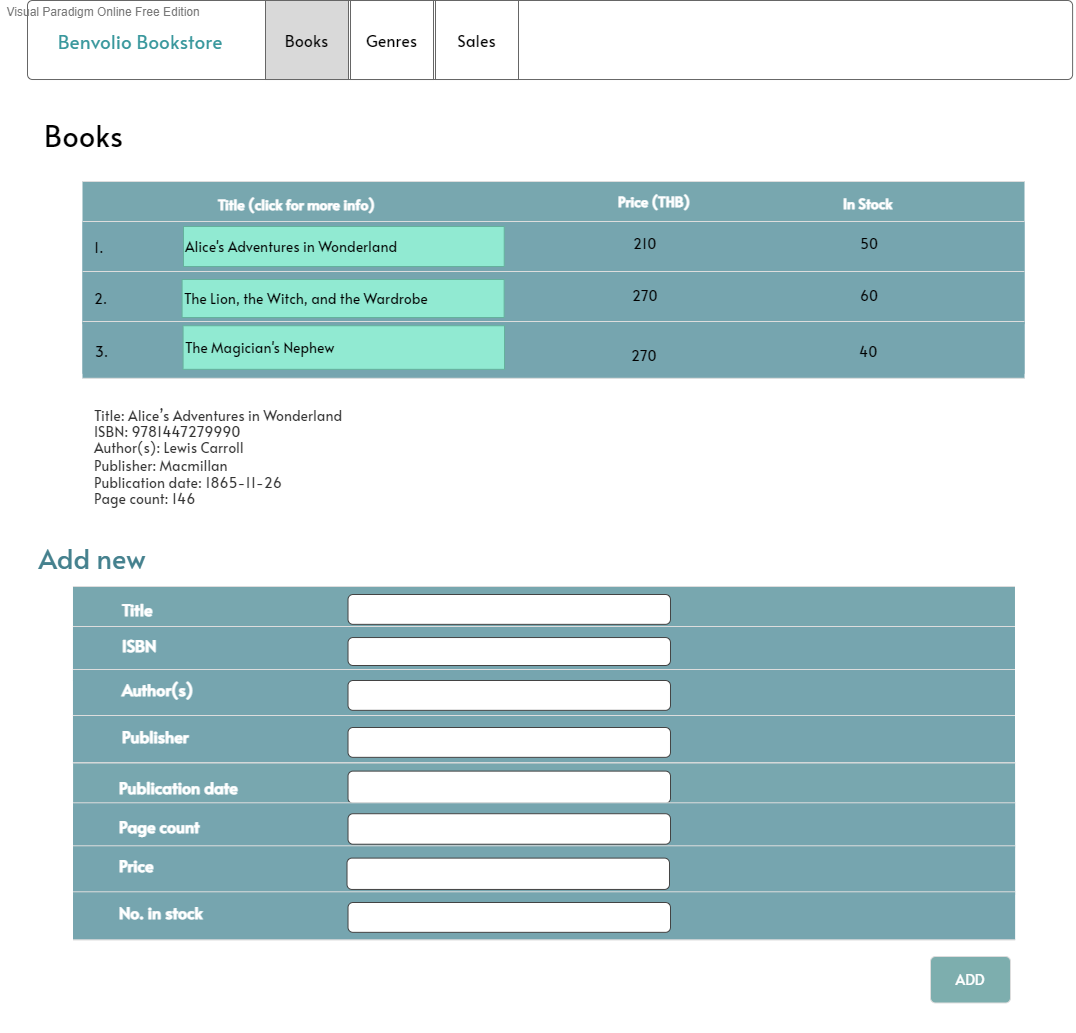 Visual Paradigm Online Free Edition
Benvolio Bookstore Books Genres Sales
Books
Title (click for more info) Price (THB) In Stock
1. Alice's Adventures in Wonderland 210 50
2. The Lion, the Witch, and the Wardrobe 270 60
3. The Magician's Nephew 270 40
Title: Alice’s Adventures in Wonderland
ISBN: 9781447279990
Author(s): Lewis Carroll
Publisher: Macmillan
Publication date: 1865-11-26
Page count: 146
Add new
Title
ISBN
Author(s)
Publisher
Publication date
Page count
Price
No. in stock
ADD